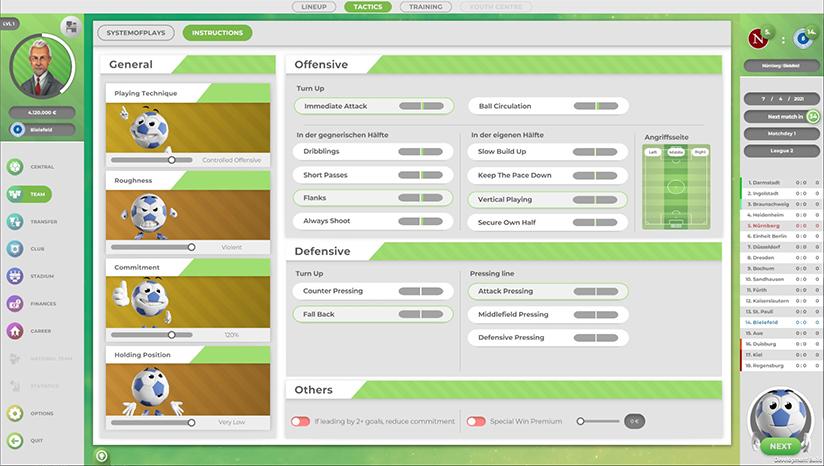 LINEUP
TACTICS
TRAINING
YOUTH CENTRE
LVL 1
4.120.000 €
Bielefeld
CENTRAL
TEAM
TRANSFER
CLUB
STADIUM
FINANCES
CAREER
NATIONAL TEAM
STATISTICS
OPTIONS
QUIT
SYSTEMOFPLAYS
INSTRUCTIONS
General
Playing Technique
Controlled Offensive
Roughness
Violent
Commitment
120%
Holding Position
Very Low
Offensive
Turn Up
Immediate Attack
Ball Circulation
In der gegnerischen Hälfte
Dribblings
Short Passes
Flanks
Always Shoot
In der eigenen Hälfte
Slow Build Up
Keep The Pace Down
Vertical Playing
Secure Own Half
Angriffsseite
Left Middle Right
Defensive
Turn Up
Counter Pressing
Fall Back
Pressing line
Attack Pressing
Middlefield Pressing
Defensive Pressing
Others
If leading by 2+ goals, reduce commitment
Special Win Premium
0 €
N 5. : 14.
Nürnberg : Bielefeld
7 / 4 / 2021
Next match in 34
Matchday 1
League 2
1. Darmstadt 0 : 0 0
2. Ingolstadt 0 : 0 0
3. Braunschweig 0 : 0 0
4. Heidenheim 0 : 0 0
5. Nürnberg 0 : 0 0
6. Einheit Berlin 0 : 0 0
7. Düsseldorf 0 : 0 0
8. Dresden 0 : 0 0
9. Bochum 0 : 0 0
10. Sandhausen 0 : 0 0
11. Fürth 0 : 0 0
12. Kaiserslautern 0 : 0 0
13. St. Pauli 0 : 0 0
14. Bielefeld 0 : 0 0
15. Aue 0 : 0 0
16. Duisburg 0 : 0 0
17. Kiel 0 : 0 0
18. Regensburg 0 : 0 0
NEXT
Development Build